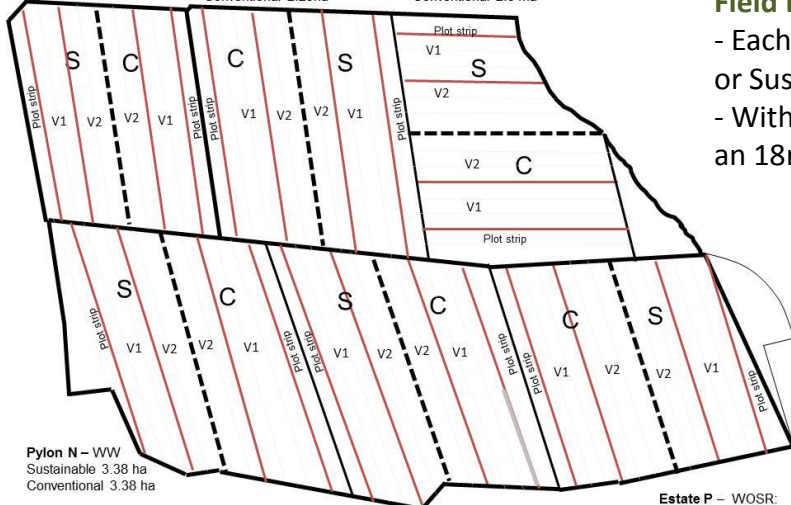 Field
- Each
or Sus
- With
Plot strip
V1
S
V2
S
C
C
S
Plot strip
V1
V2
V2
V1
Plot strip
Plot strip
V1
V2
V2
V1
Plot strip
V2
C
V1
Plot strip
S
C
S
C
C
S
Plot strip
V1
V2
V2
V1
Plot strip
Plot strip
V1
V2
V2
V1
Plot strip
Plot strip
V1
V2
V2
V1
Plot strip
Pylon N – WW
Sustainable 3.38 ha
Conventional 3.38 ha
Estate P – WOSR: